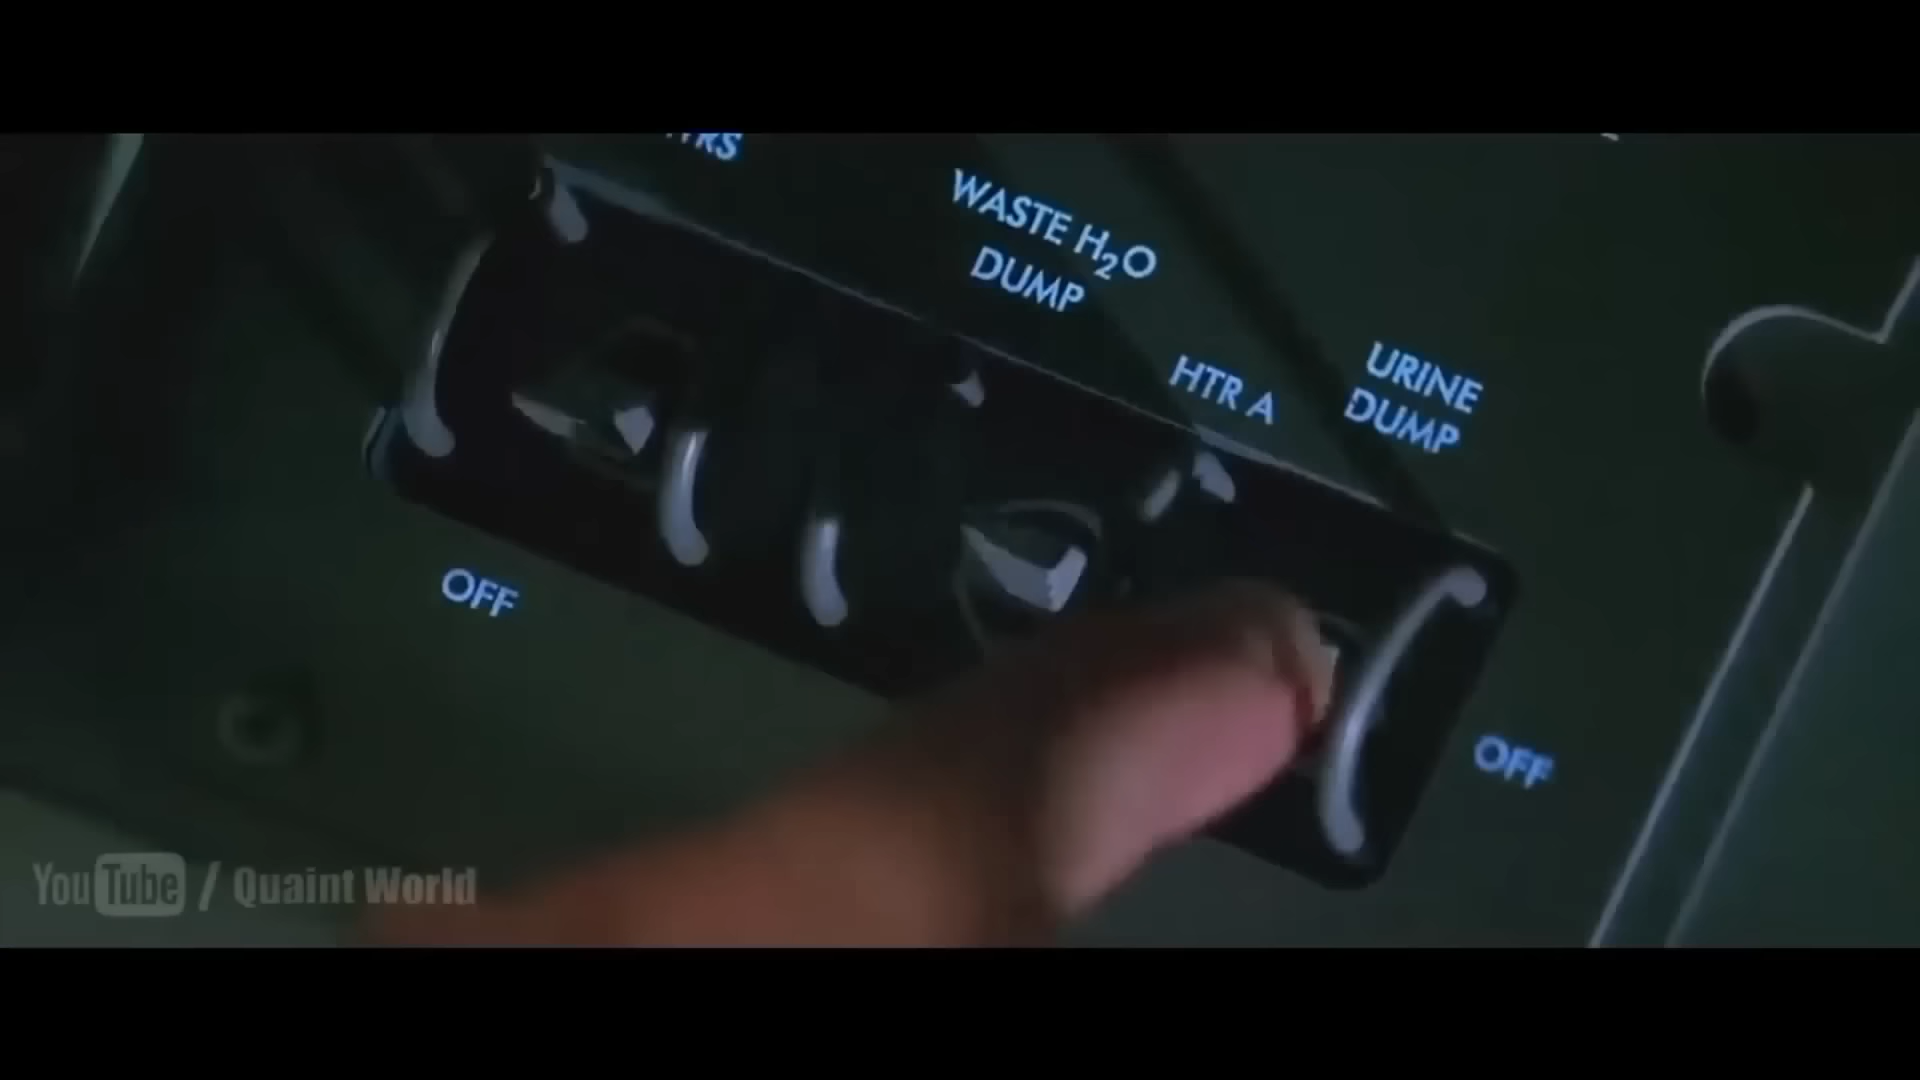 WASTE H₂O
DUMP
HTR A
URINE
DUMP
OFF
OFF
YouTube / Quaint World